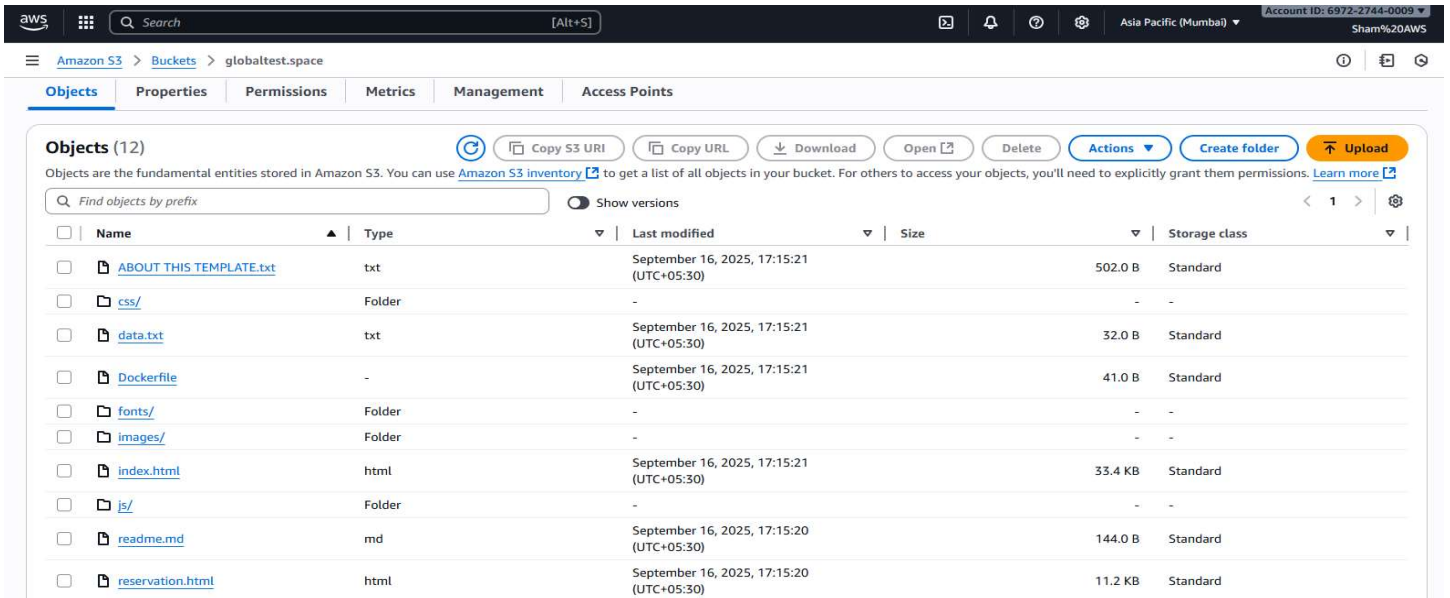 aws Search [Alt+S] Asia Pacific (Mumbai) ▼ Account ID: 6972-2744-0009 ▼
Sham%20AWS
Amazon S3 > Buckets > globaltest.space
Objects Properties Permissions Metrics Management Access Points
Objects (12) Copy S3 URI Copy URL Download Open Delete Actions ▼ Create folder Upload
Objects are the fundamental entities stored in Amazon S3. You can use Amazon S3 inventory to get a list of all objects in your bucket. For others to access your objects, you'll need to explicitly grant them permissions. Learn more
Find objects by prefix Show versions < 1 >
Name Type Last modified Size Storage class
ABOUT THIS TEMPLATE.txt txt September 16, 2025, 17:15:21 (UTC+05:30) 502.0 B Standard
css/ Folder - - -
data.txt txt September 16, 2025, 17:15:21 (UTC+05:30) 32.0 B Standard
Dockerfile - September 16, 2025, 17:15:21 (UTC+05:30) 41.0 B Standard
fonts/ Folder - - -
images/ Folder - - -
index.html html September 16, 2025, 17:15:21 (UTC+05:30) 33.4 KB Standard
js/ Folder - - -
readme.md md September 16, 2025, 17:15:20 (UTC+05:30) 144.0 B Standard
reservation.html html September 16, 2025, 17:15:20 (UTC+05:30) 11.2 KB Standard